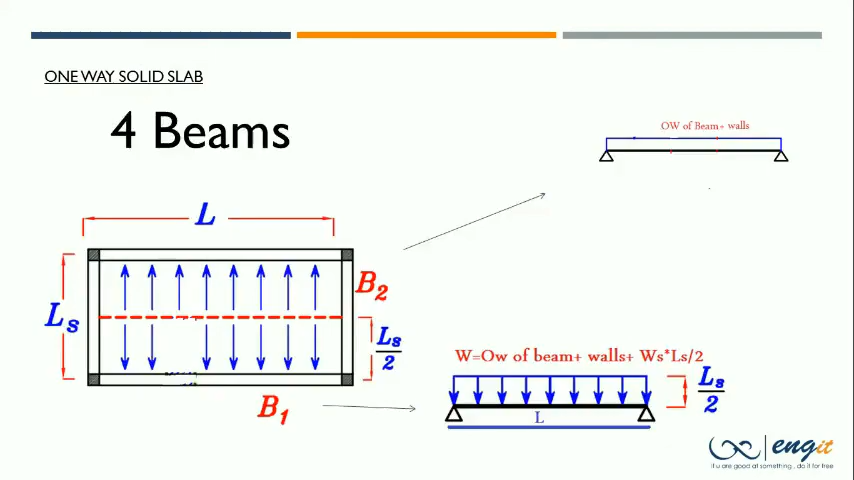 ONE WAY SOLID SLAB
4 Beams
OW of Beam+ walls
L
B2
Ls
Ls
2
W=Ow of beam+ walls+ Ws*Ls/2
Ls
2
L
B1
engit
if u are good at something , do it for free